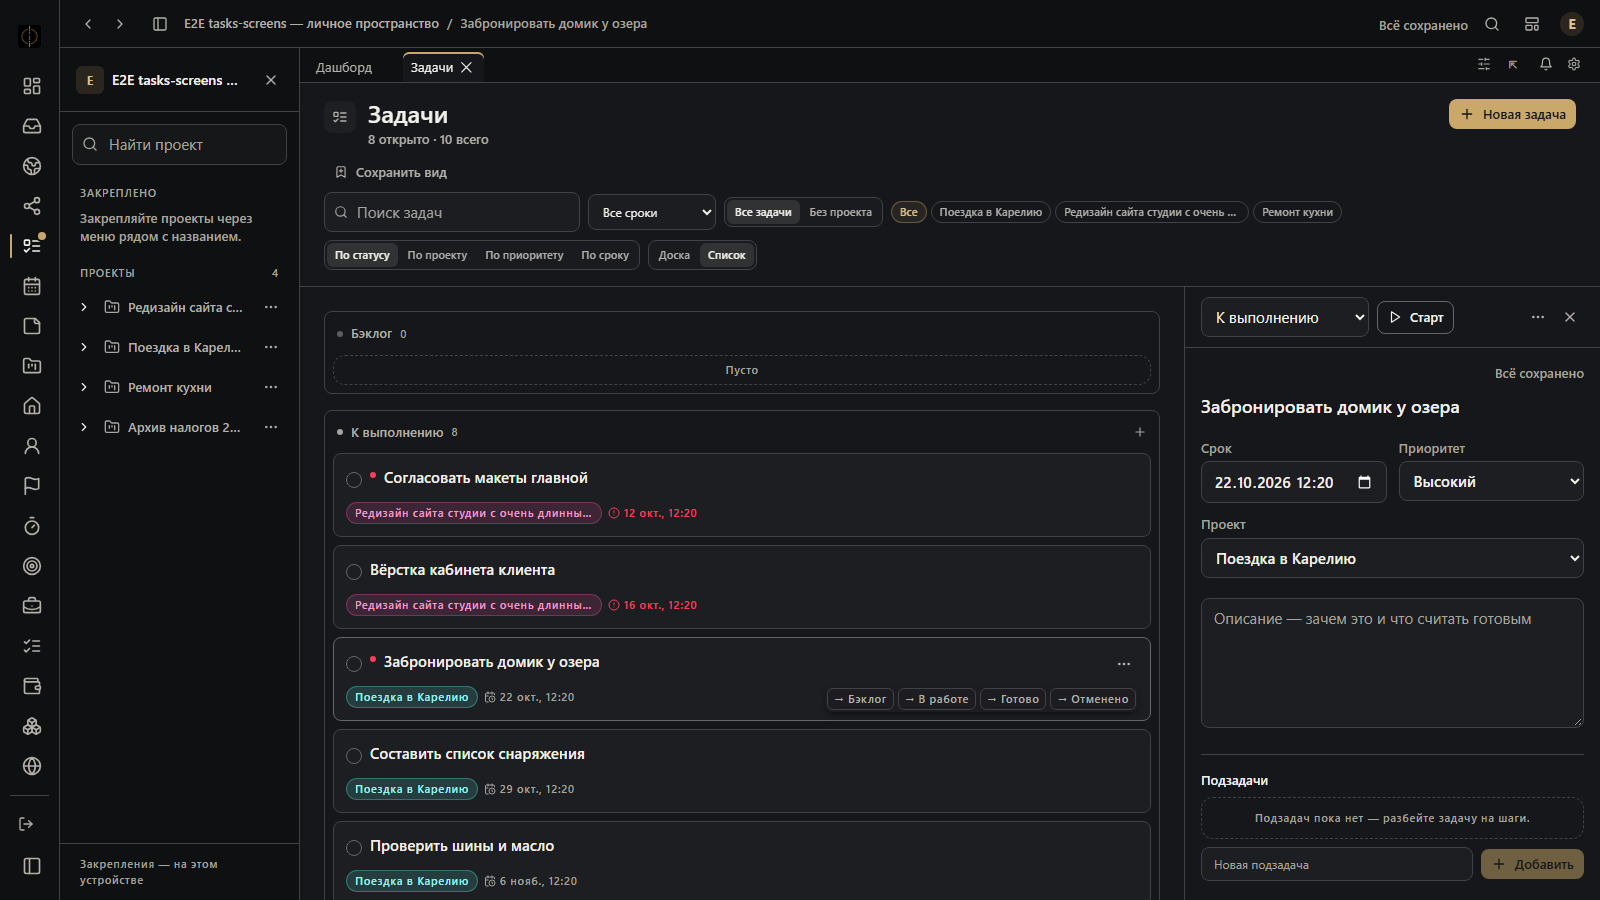 E2E tasks-screens — личное пространство / Забронировать домик у озера
Всё сохранено
E
E
E2E tasks-screens ...
Найти проект
ЗАКРЕПЛЕНО
Закрепляйте проекты через
меню рядом с названием.
ПРОЕКТЫ 4
Редизайн сайта с...
Поездка в Карел...
Ремонт кухни
Архив налогов 2...
Закрепления — на этом
устройстве
Дашборд
Задачи
Задачи
8 открыто · 10 всего
Новая задача
Сохранить вид
Поиск задач
Все сроки
Все задачи
Без проекта
Все
Поездка в Карелию
Редизайн сайта студии с очень ...
Ремонт кухни
По статусу
По проекту
По приоритету
По сроку
Доска
Список
Бэклог 0
Пусто
К выполнению 8
Согласовать макеты главной
Редизайн сайта студии с очень длинны... 12 окт., 12:20
Вёрстка кабинета клиента
Редизайн сайта студии с очень длинны... 16 окт., 12:20
Забронировать домик у озера
Поездка в Карелию 22 окт., 12:20
→ Бэклог
→ В работе
→ Готово
→ Отменено
Составить список снаряжения
Поездка в Карелию 29 окт., 12:20
Проверить шины и масло
Поездка в Карелию 6 нояб., 12:20
К выполнению
Старт
Всё сохранено
Забронировать домик у озера
Срок
Приоритет
22.10.2026 12:20
Высокий
Проект
Поездка в Карелию
Описание — зачем это и что считать готовым
Подзадачи
Подзадач пока нет — разбейте задачу на шаги.
Новая подзадача
Добавить